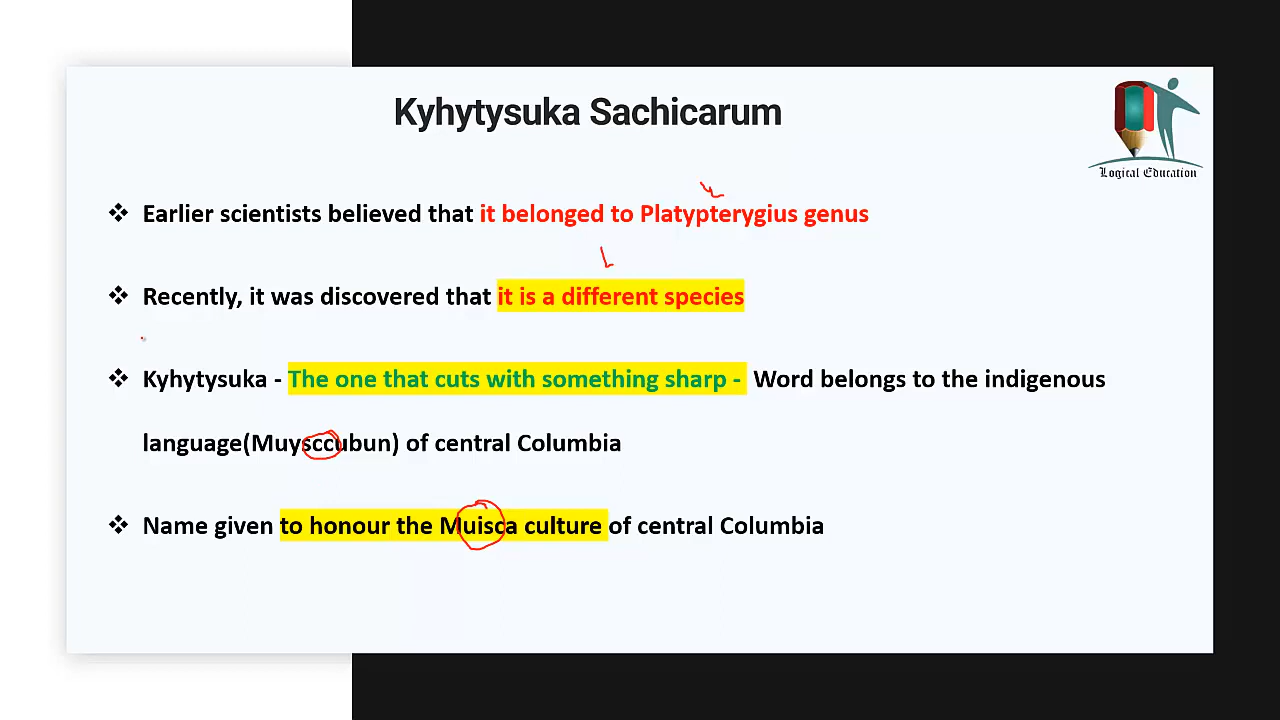 Kyhytysuka Sachicarum
Logical Education
❖ Earlier scientists believed that it belonged to Platypterygius genus
❖ Recently, it was discovered that it is a different species
❖ Kyhytysuka - The one that cuts with something sharp - Word belongs to the indigenous
language(Muysccubun) of central Columbia
❖ Name given to honour the Muisca culture of central Columbia